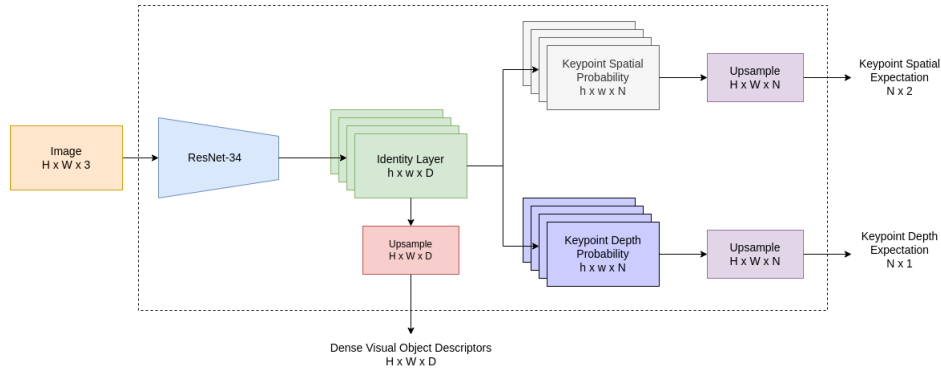 Image
H x W x 3
ResNet-34
Identity Layer
h x w x D
Upsample
H x W x D
Dense Visual Object Descriptors
H x W x D
Keypoint Spatial
Probability
h x w x N
Upsample
H x W x N
Keypoint Spatial
Expectation
N x 2
Keypoint Depth
Probability
h x w x N
Upsample
H x W x N
Keypoint Depth
Expectation
N x 1